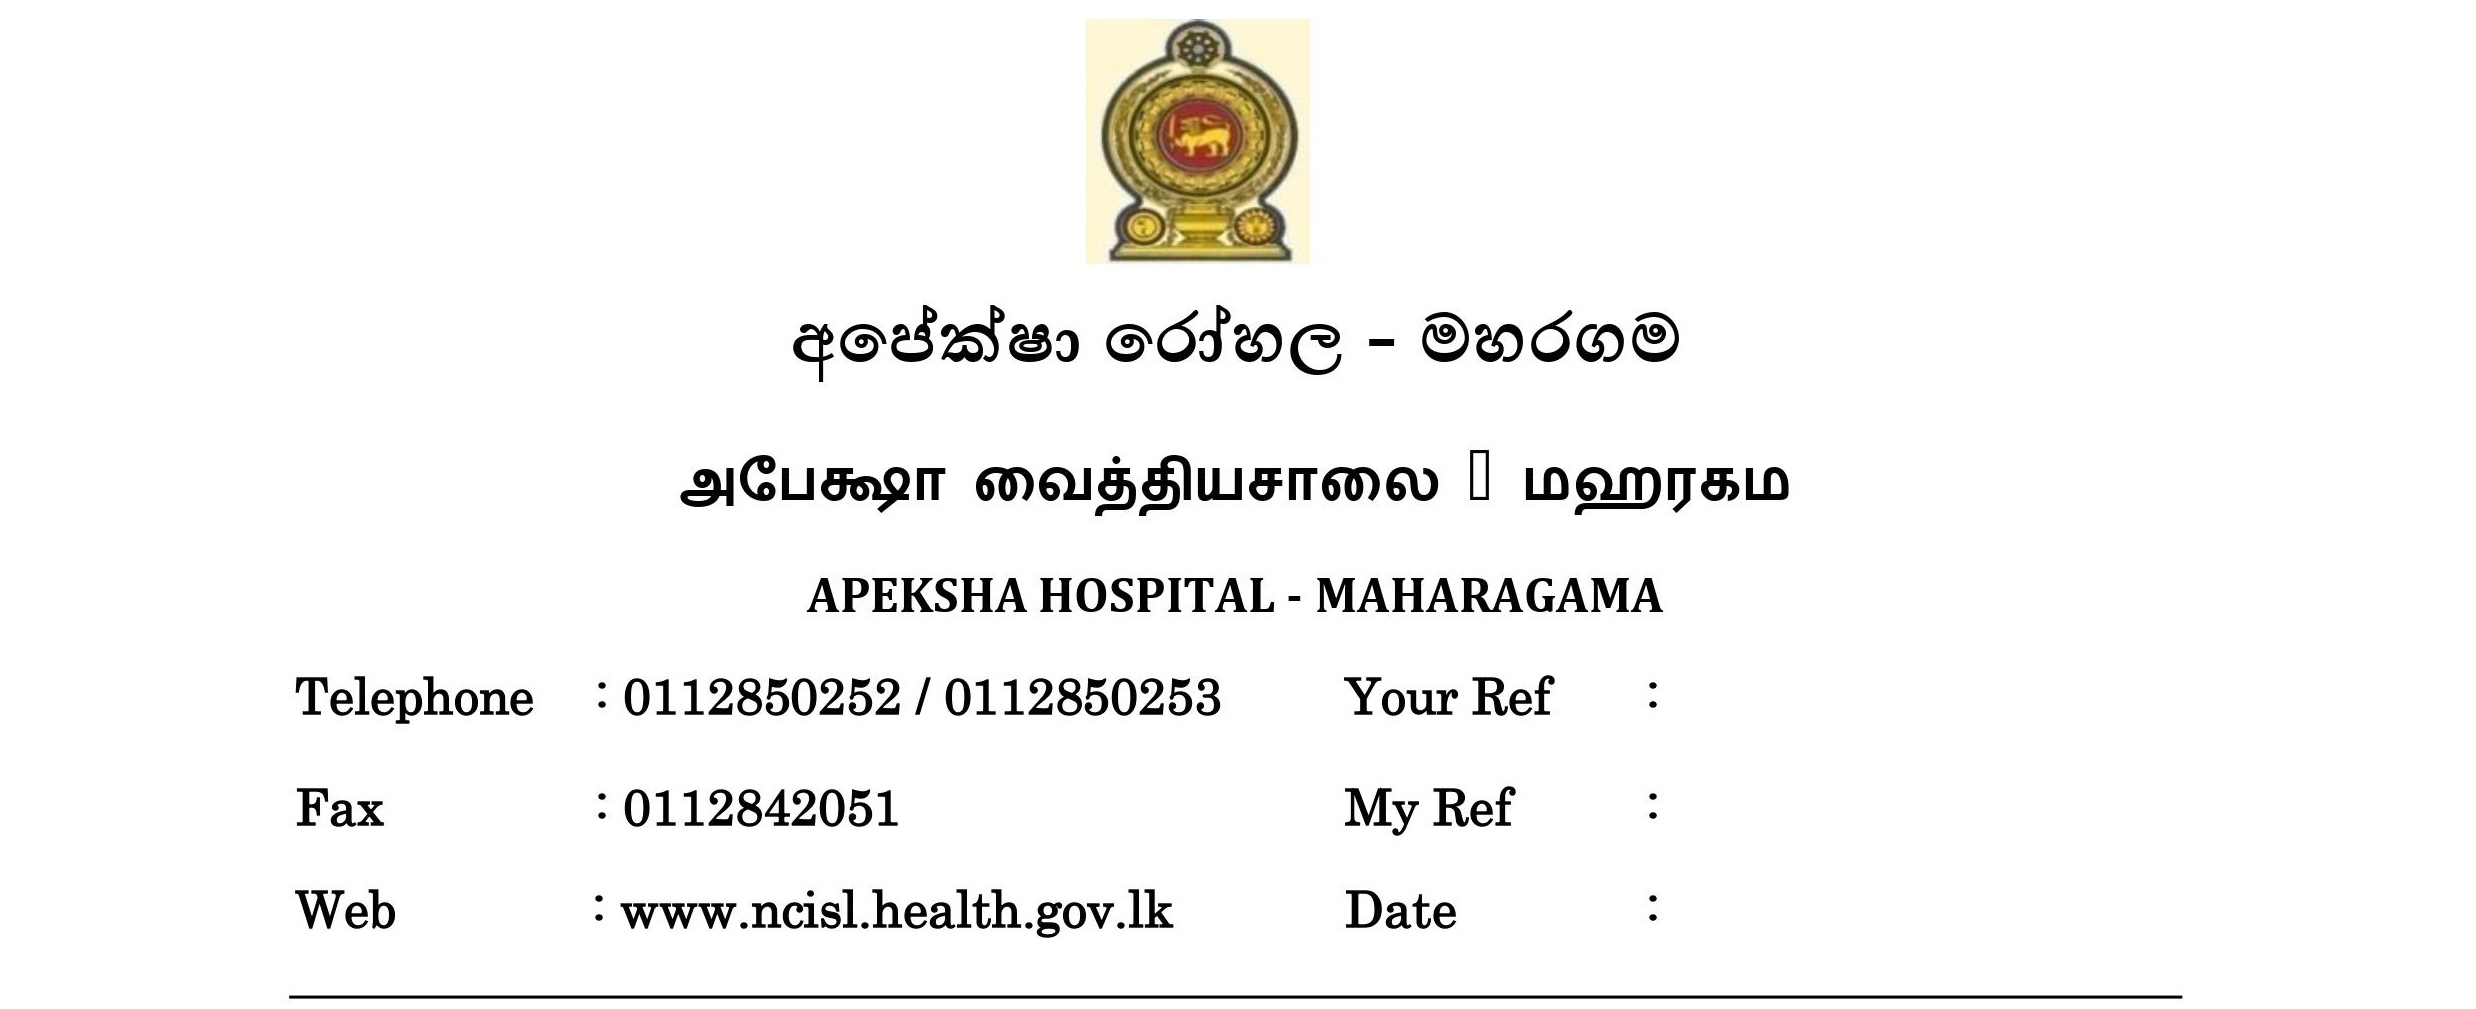 අපේක්ෂා රෝහල - මහරගම
அபேக்ஷா வைத்தியசாலை ▯ மஹரகம
APEKSHA HOSPITAL - MAHARAGAMA
Telephone : 0112850252 / 0112850253 Your Ref :
Fax : 0112842051 My Ref :
Web : www.ncisl.health.gov.lk Date :